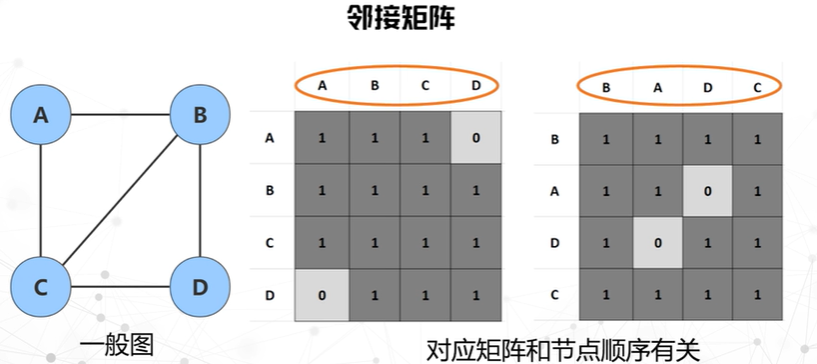 邻接矩阵
A
B
C
D
一般图
A B C D
A 1 1 1 0
B 1 1 1 1
C 1 1 1 1
D 0 1 1 1
B A D C
B 1 1 1 1
A 1 1 0 1
D 1 0 1 1
C 1 1 1 1
对应矩阵和节点顺序有关